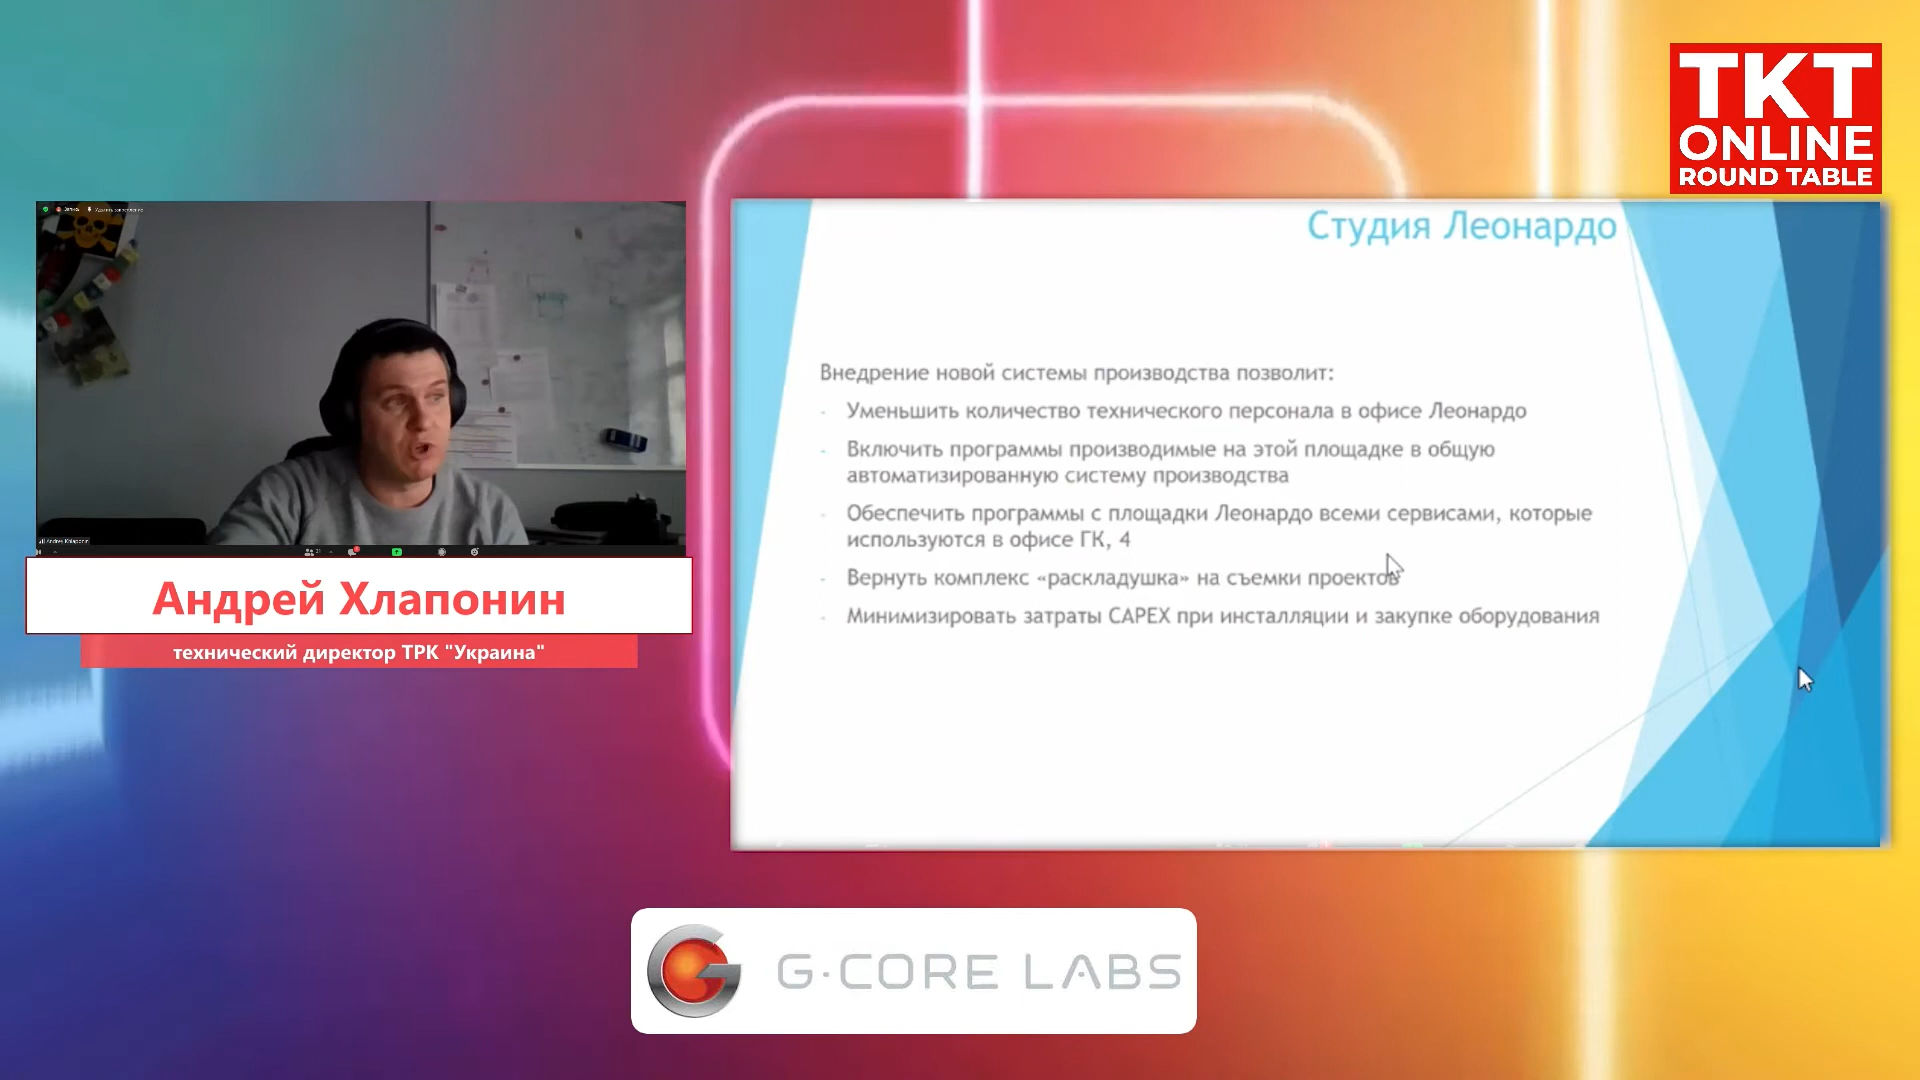 TKT
ONLINE
ROUND TABLE
Запись
Andrey Khlaponin
Андрей Хлапонин
технический директор ТРК "Украина"
Студия Леонардо
Внедрение новой системы производства позволит:
- Уменьшить количество технического персонала в офисе Леонардо
- Включить программы производимые на этой площадке в общую
автоматизированную систему производства
- Обеспечить программы с площадки Леонардо всеми сервисами, которые
используются в офисе ГК, 4
- Вернуть комплекс «раскладушка» на съемки проектов
- Минимизировать затраты CAPEX при инсталляции и закупке оборудования
G·CORE LABS